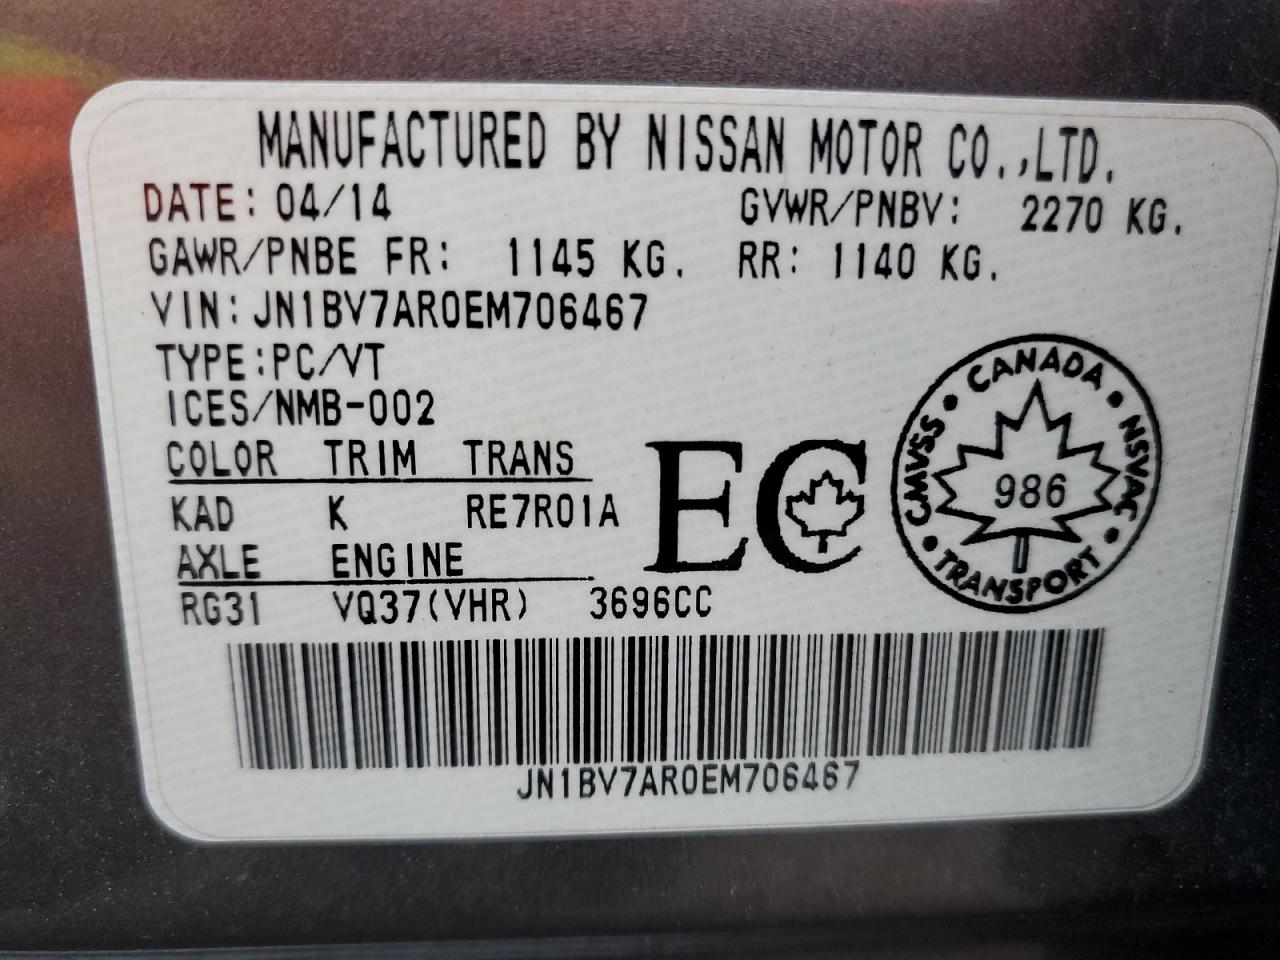 MANUFACTURED BY NISSAN MOTOR CO.,LTD.
DATE: 04/14 GVWR/PNBV: 2270 KG.
GAWR/PNBE FR: 1145 KG. RR: 1140 KG.
VIN: JN1BV7AR0EM706467
TYPE: PC/VT
ICES/NMB-002
COLOR TRIM TRANS
KAD K RE7R01A
AXLE ENGINE
RG31 VQ37(VHR) 3696CC
EC
CANADA • NSVAC • TRANSPORT • CMVSS •
986
JN1BV7AR0EM706467